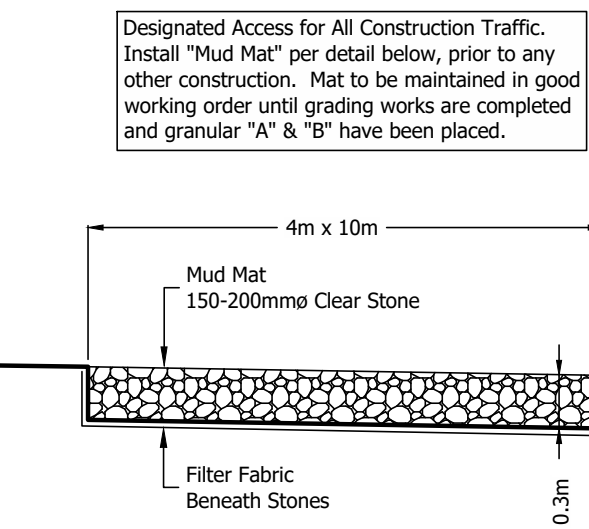 Designated Access for All Construction Traffic.
Install "Mud Mat" per detail below, prior to any
other construction.  Mat to be maintained in good
working order until grading works are completed
and granular "A" & "B" have been placed.
4m x 10m
Mud Mat
150-200mmø Clear Stone
Filter Fabric
Beneath Stones
0.3m